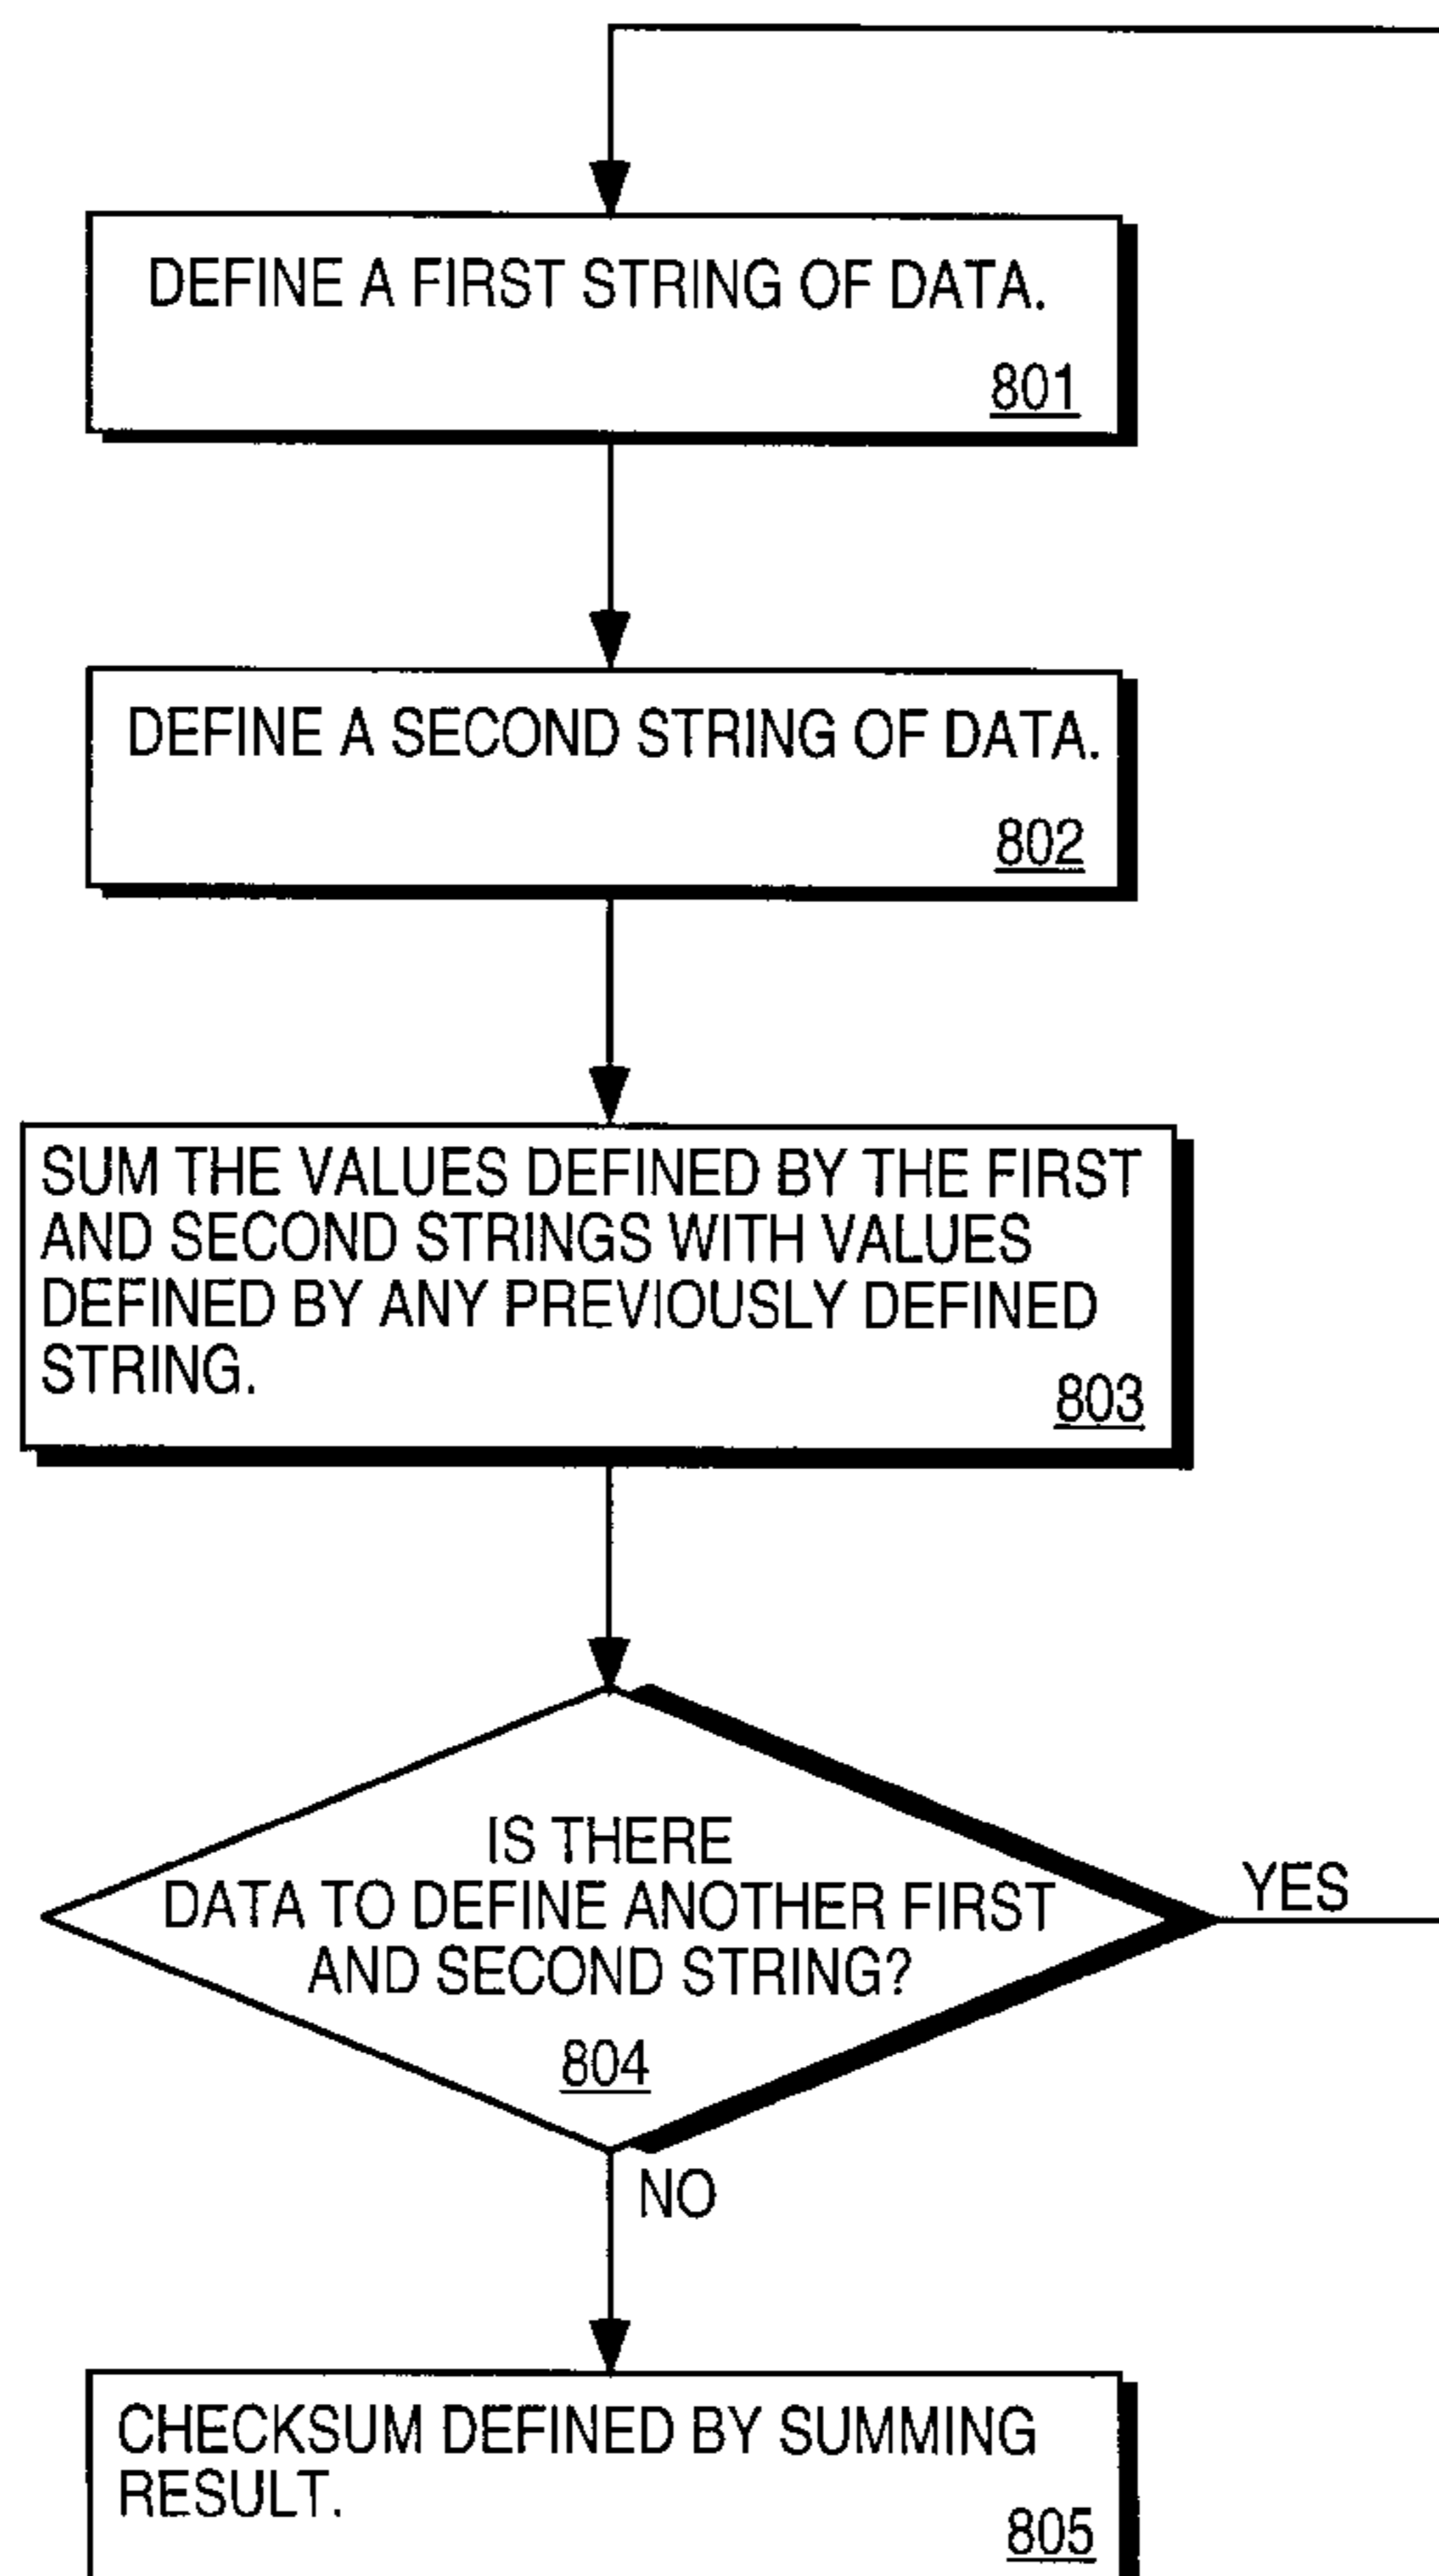 DEFINE A FIRST STRING OF DATA.
801
DEFINE A SECOND STRING OF DATA.
802
SUM THE VALUES DEFINED BY THE FIRST
AND SECOND STRINGS WITH VALUES
DEFINED BY ANY PREVIOUSLY DEFINED
STRING.
803
IS THERE
DATA TO DEFINE ANOTHER FIRST
AND SECOND STRING?
804
YES
NO
CHECKSUM DEFINED BY SUMMING
RESULT.
805